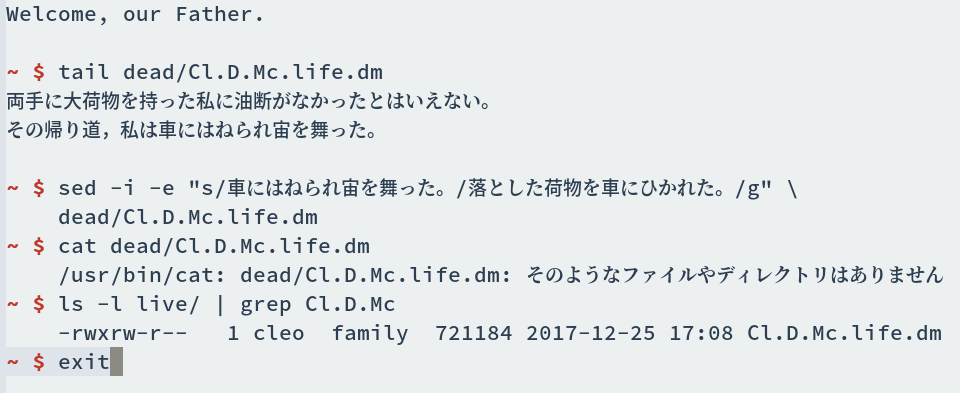 Welcome, our Father.
~ $ tail dead/Cl.D.Mc.life.dm
両手に大荷物を持った私に油断がなかったとはいえない。
その帰り道，私は車にはねられ宙を舞った。
~ $ sed -i -e "s/車にはねられ宙を舞った。/落とした荷物を車にひかれた。/g" \
dead/Cl.D.Mc.life.dm
~ $ cat dead/Cl.D.Mc.life.dm
/usr/bin/cat: dead/Cl.D.Mc.life.dm: そのようなファイルやディレクトリはありません
~ $ ls -l live/ | grep Cl.D.Mc
-rwxrw-r-- 1 cleo family 721184 2017-12-25 17:08 Cl.D.Mc.life.dm
~ $ exit